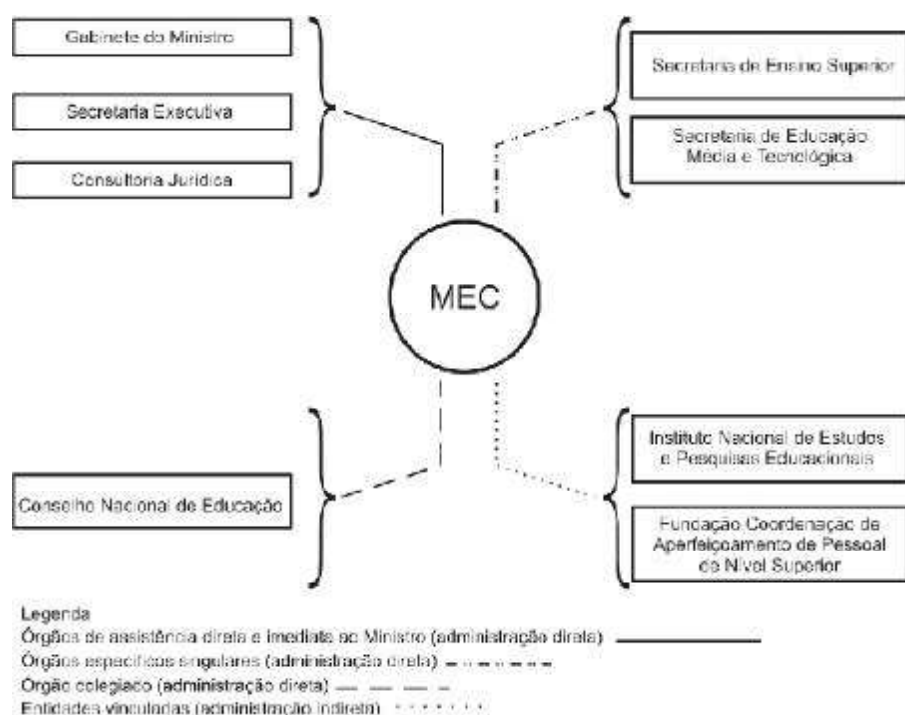 Gabinete do Ministro
Secretaria Executiva
Consultoria Jurídica
Secretaria de Ensino Superior
Secretaria de Educação
Média e Tecnológica
MEC
Conselho Nacional de Educação
Instituto Nacional de Estudos
e Pesquisas Educacionais
Fundação Coordenação de
Aperfeiçoamento de Pessoal
de Nível Superior
Legenda
Órgãos de assistência direta e imediata ao Ministro (administração direta)
Órgãos específicos singulares (administração direta)
Órgão colegiado (administração direta)
Entidades vinculadas (administração indireta)